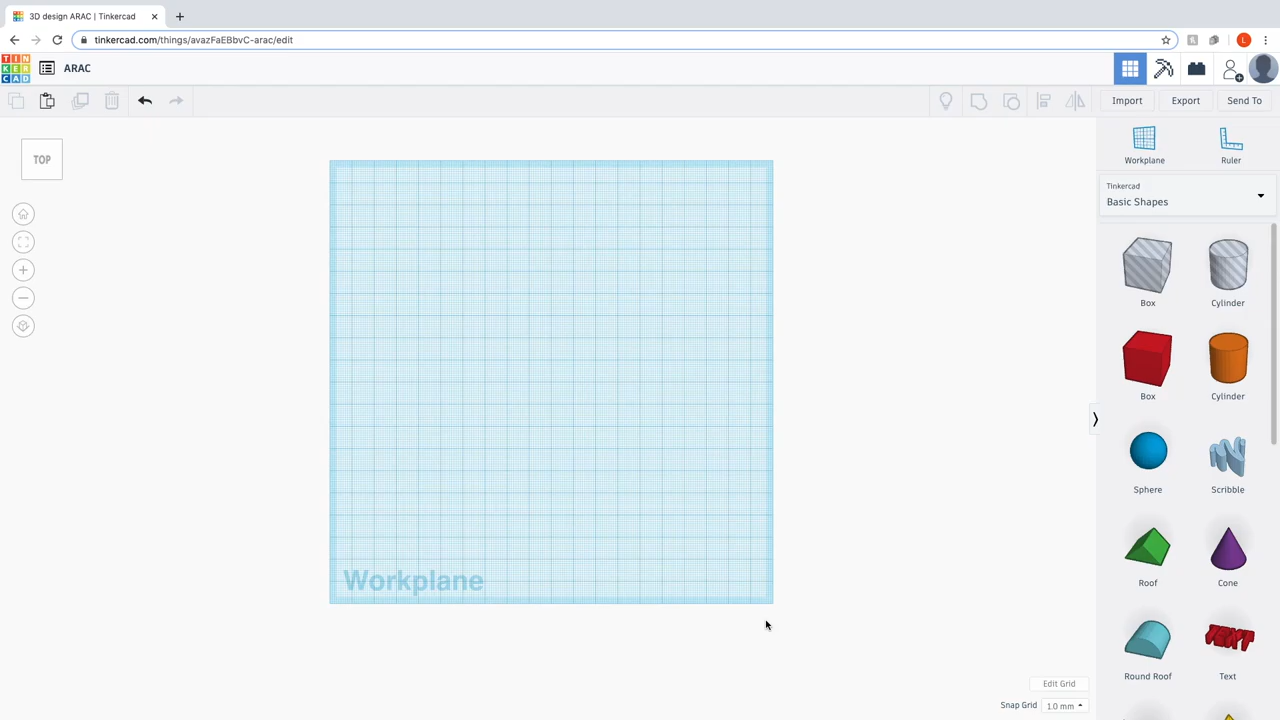 3D design ARAC | Tinkercad
tinkercad.com/things/avazFaEBbvC-arac/edit
L
TIN
KER
CAD
ARAC
Import
Export
Send To
TOP
Workplane
Ruler
Tinkercad
Basic Shapes
Box
Cylinder
Box
Cylinder
Sphere
Scribble
Roof
Cone
Workplane
TEXT
Round Roof
Text
Edit Grid
Snap Grid
1.0 mm